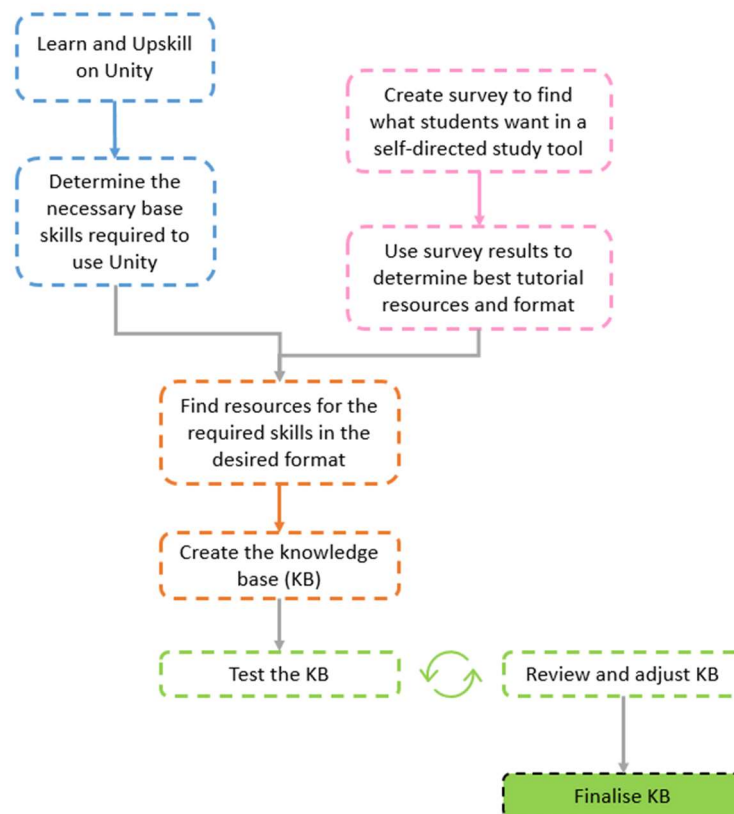 Learn and Upskill
on Unity
Create survey to find
what students want in a
self-directed study tool
Determine the
necessary base
skills required to
use Unity
Use survey results to
determine best tutorial
resources and format
Find resources for the
required skills in the
desired format
Create the knowledge
base (KB)
Test the KB
Review and adjust KB
Finalise KB